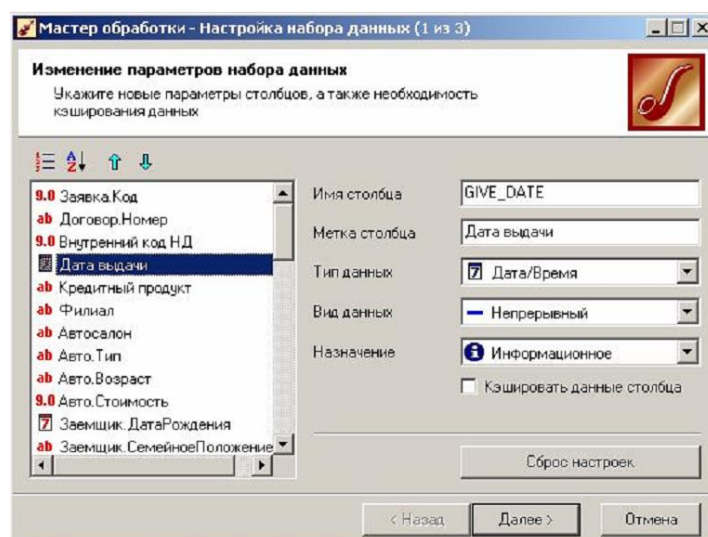 Мастер обработки - Настройка набора данных (1 из 3)
Изменение параметров набора данных
Укажите новые параметры столбцов, а также необходимость
кэширования данных
9.0 Заявка.Код
ab Договор.Номер
9.0 Внутренний код НД
Дата выдачи
ab Кредитный продукт
ab Филиал
ab Автосалон
ab Авто.Тип
ab Авто.Возраст
9.0 Авто.Стоимость
7 Заемщик.ДатаРождения
ab Заемщик.СемейноеПоложение
Имя столбца GIVE_DATE
Метка столбца Дата выдачи
Тип данных 7 Дата/Время
Вид данных Непрерывный
Назначение Информационное
Кэшировать данные столбца
Сброс настроек
< Назад Далее > Отмена